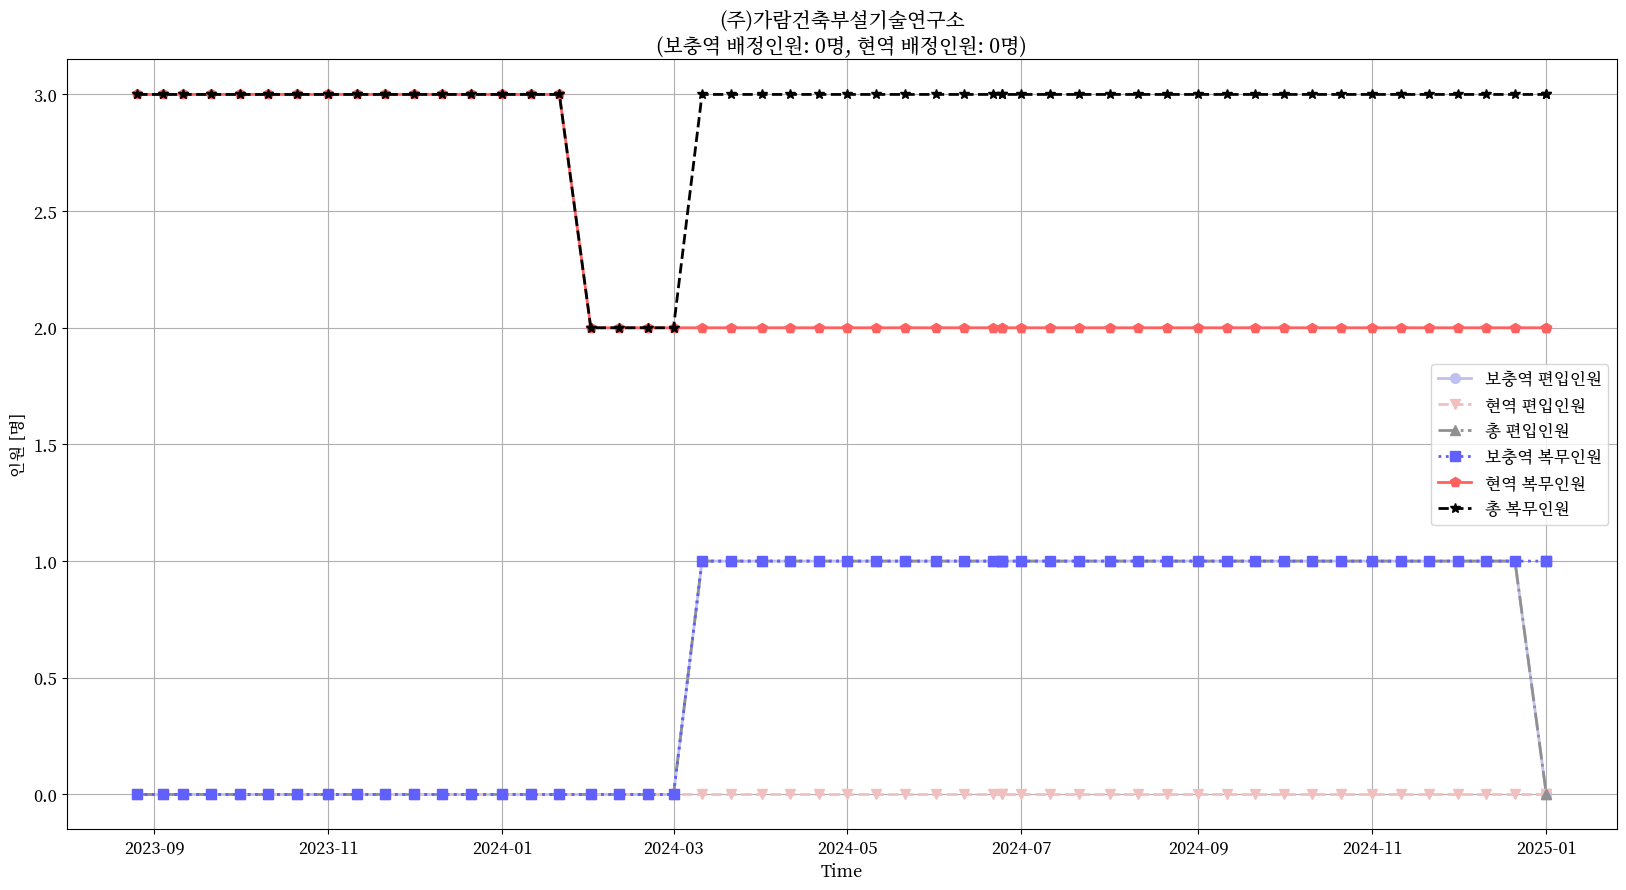 (주)가람건축부설기술연구소
(보충역 배정인원: 0명, 현역 배정인원: 0명)
3.0
2.5
2.0
1.5
1.0
0.5
0.0
인원 [명]
보충역 편입인원
현역 편입인원
총 편입인원
보충역 복무인원
현역 복무인원
총 복무인원
2023-09
2023-11
2024-01
2024-03
2024-05
2024-07
2024-09
2024-11
2025-01
Time